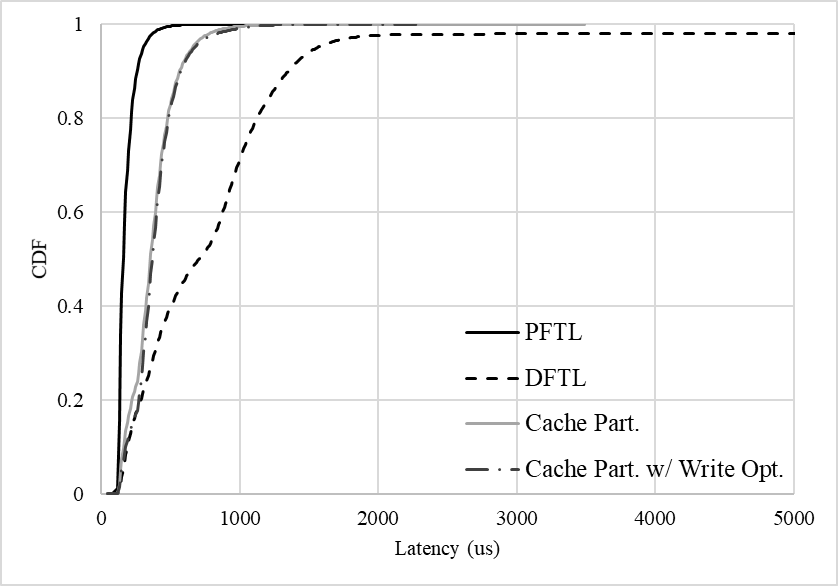 1
0.8
0.6
0.4
0.2
0
CDF
0 1000 2000 3000 4000 5000
Latency (us)
PFTL
DFTL
Cache Part.
Cache Part. w/ Write Opt.